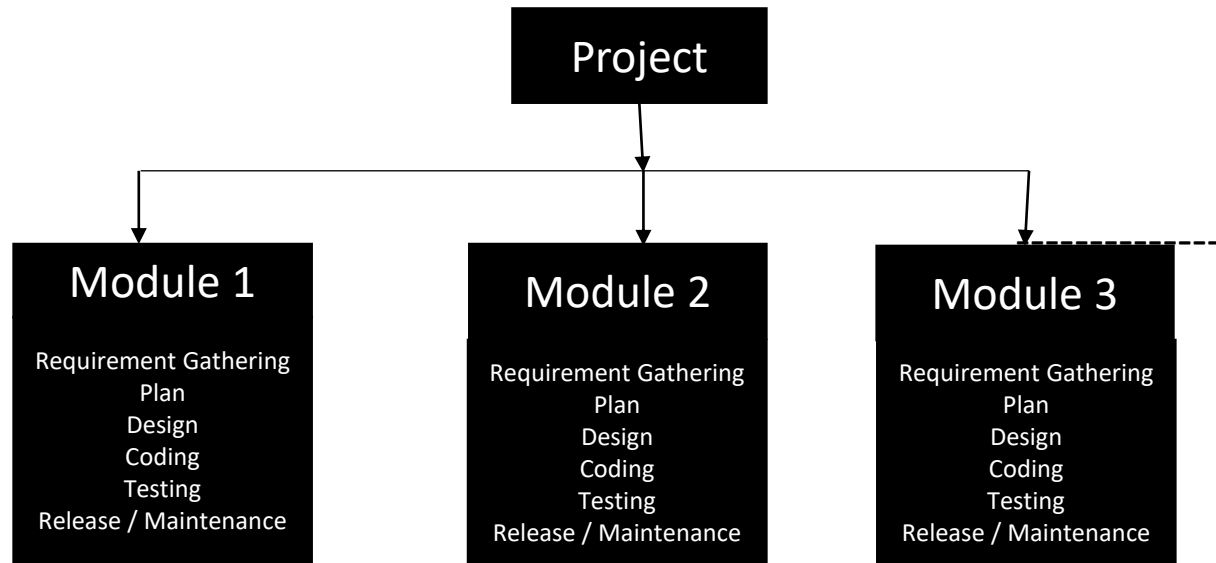 Project
Module 1
Requirement Gathering
Plan
Design
Coding
Testing
Release / Maintenance
Module 2
Requirement Gathering
Plan
Design
Coding
Testing
Release / Maintenance
Module 3
Requirement Gathering
Plan
Design
Coding
Testing
Release / Maintenance